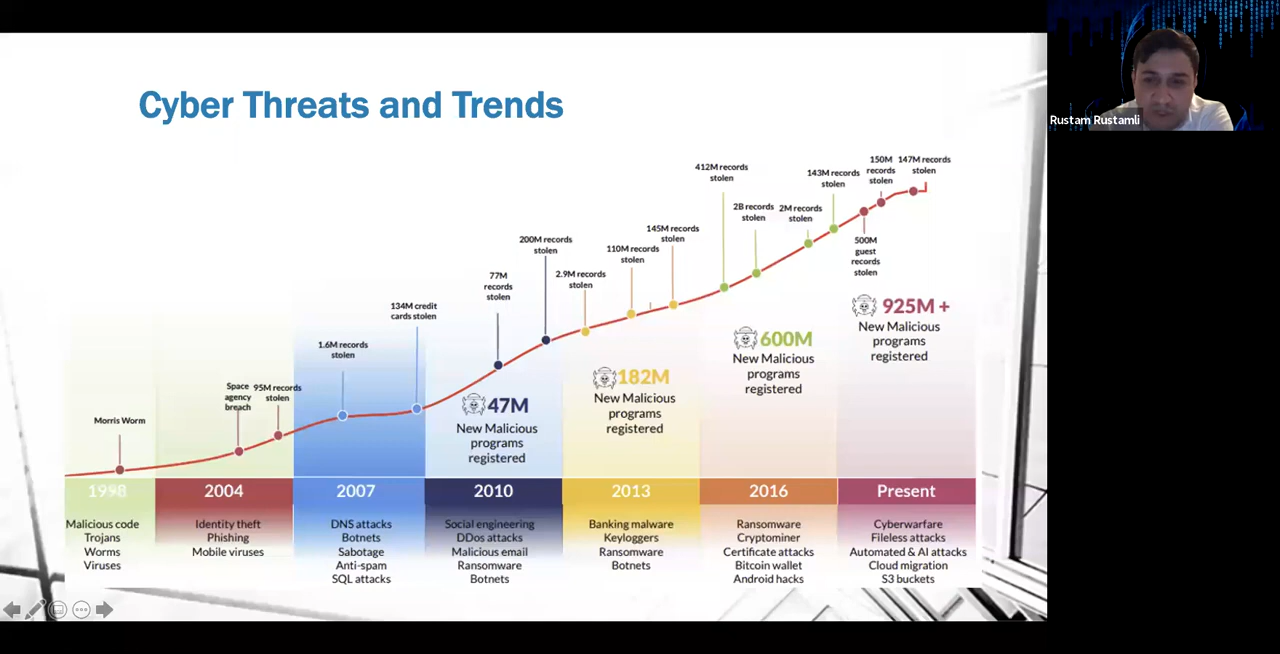 Cyber Threats and Trends
Rustam Rustamli
Morris Worm
Space
agency
breach
95M records
stolen
1.6M records
stolen
134M credit
cards stolen
77M
records
stolen
200M records
stolen
2.9M records
stolen
110M records
stolen
145M records
stolen
412M records
stolen
2B records
stolen
2M records
stolen
143M records
stolen
150M
records
stolen
147M records
stolen
500M
guest
records
stolen
47M
New Malicious
programs
registered
182M
New Malicious
programs
registered
600M
New Malicious
programs
registered
925M +
New Malicious
programs
registered
1998
Malicious code
Trojans
Worms
Viruses
2004
Identity theft
Phishing
Mobile viruses
2007
DNS attacks
Botnets
Sabotage
Anti-spam
SQL attacks
2010
Social engineering
DDos attacks
Malicious email
Ransomware
Botnets
2013
Banking malware
Keyloggers
Ransomware
Botnets
2016
Ransomware
Cryptominer
Certificate attacks
Bitcoin wallet
Android hacks
Present
Cyberwarfare
Fileless attacks
Automated & AI attacks
Cloud migration
S3 buckets